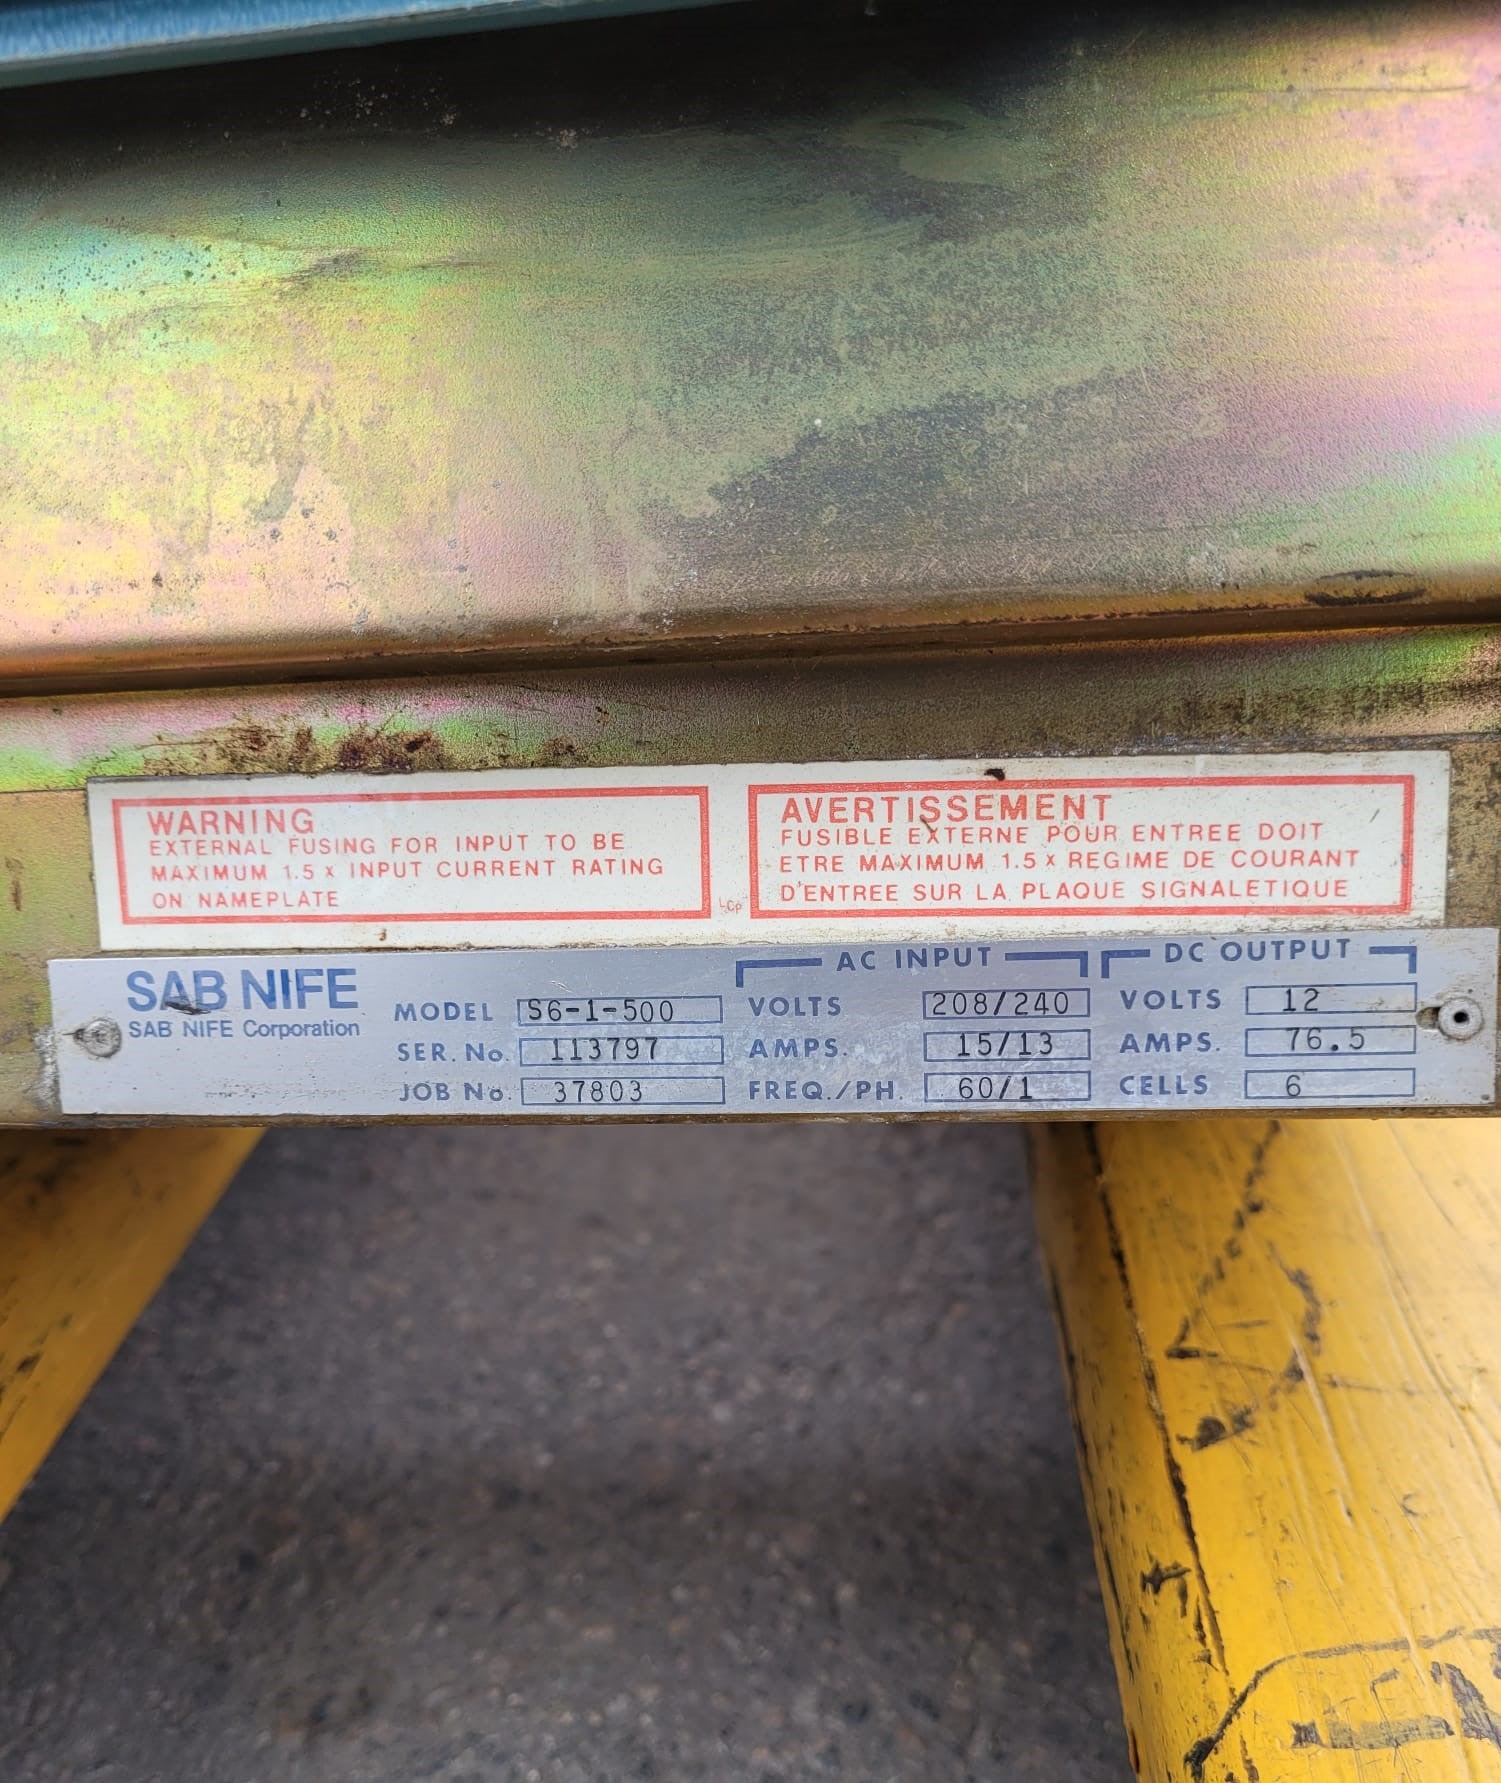 WARNING
EXTERNAL FUSING FOR INPUT TO BE
MAXIMUM 1.5 x INPUT CURRENT RATING
ON NAMEPLATE
LCP
AVERTISSEMENT
FUSIBLE EXTERNE POUR ENTREE DOIT
ETRE MAXIMUM 1.5 x REGIME DE COURANT
D'ENTREE SUR LA PLAQUE SIGNALETIQUE
SAB NIFE
SAB NIFE Corporation
MODEL S6-1-500
SER. No. 113797
JOB No. 37803
AC INPUT
VOLTS 208/240
AMPS. 15/13
FREQ./PH. 60/1
DC OUTPUT
VOLTS 12
AMPS. 76.5
CELLS 6